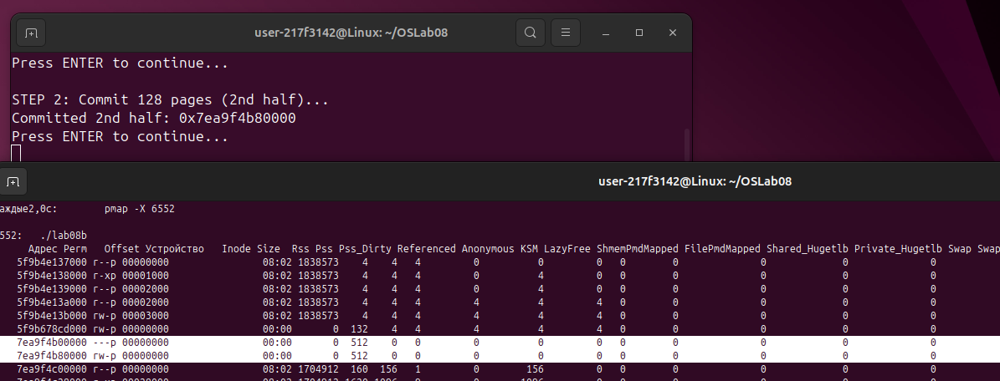 user-217f3142@Linux: ~/OSLab08
Press ENTER to continue...
STEP 2: Commit 128 pages (2nd half)...
Committed 2nd half: 0x7ea9f4b80000
Press ENTER to continue...
user-217f3142@Linux: ~/OSLab08
аждые2,0с: pmap -X 6552
552: ./lab08b
Адрес Регм Offset Устройство Inode Size Rss Pss Pss_Dirty Referenced Anonymous KSM LazyFree ShmemPmdMapped FilePmdMapped Shared_Hugetlb Private_Hugetlb Swap Swap
5f9b4e137000 r--p 00000000 08:02 1838573 4 4 4 0 0 0 0 0 0 0 0
5f9b4e138000 r-xp 00001000 08:02 1838573 4 4 4 0 4 0 0 0 0 0 0
5f9b4e139000 r--p 00002000 08:02 1838573 4 4 4 0 4 0 0 0 0 0 0
5f9b4e13a000 r--p 00002000 08:02 1838573 4 4 4 4 4 4 0 0 0 0 0
5f9b4e13b000 rw-p 00003000 08:02 1838573 4 4 4 4 4 4 0 0 0 0 0
5f9b678cd000 rw-p 00000000 00:00 0 132 4 4 4 4 4 0 0 0 0 0
7ea9f4b00000 ---p 00000000 00:00 0 512 0 0 0 0 0 0 0 0 0 0
7ea9f4b80000 rw-p 00000000 00:00 0 512 0 0 0 0 0 0 0 0 0 0
7ea9f4c00000 r--p 00000000 08:02 1704912 160 156 1 0 156 0 0 0 0 0 0